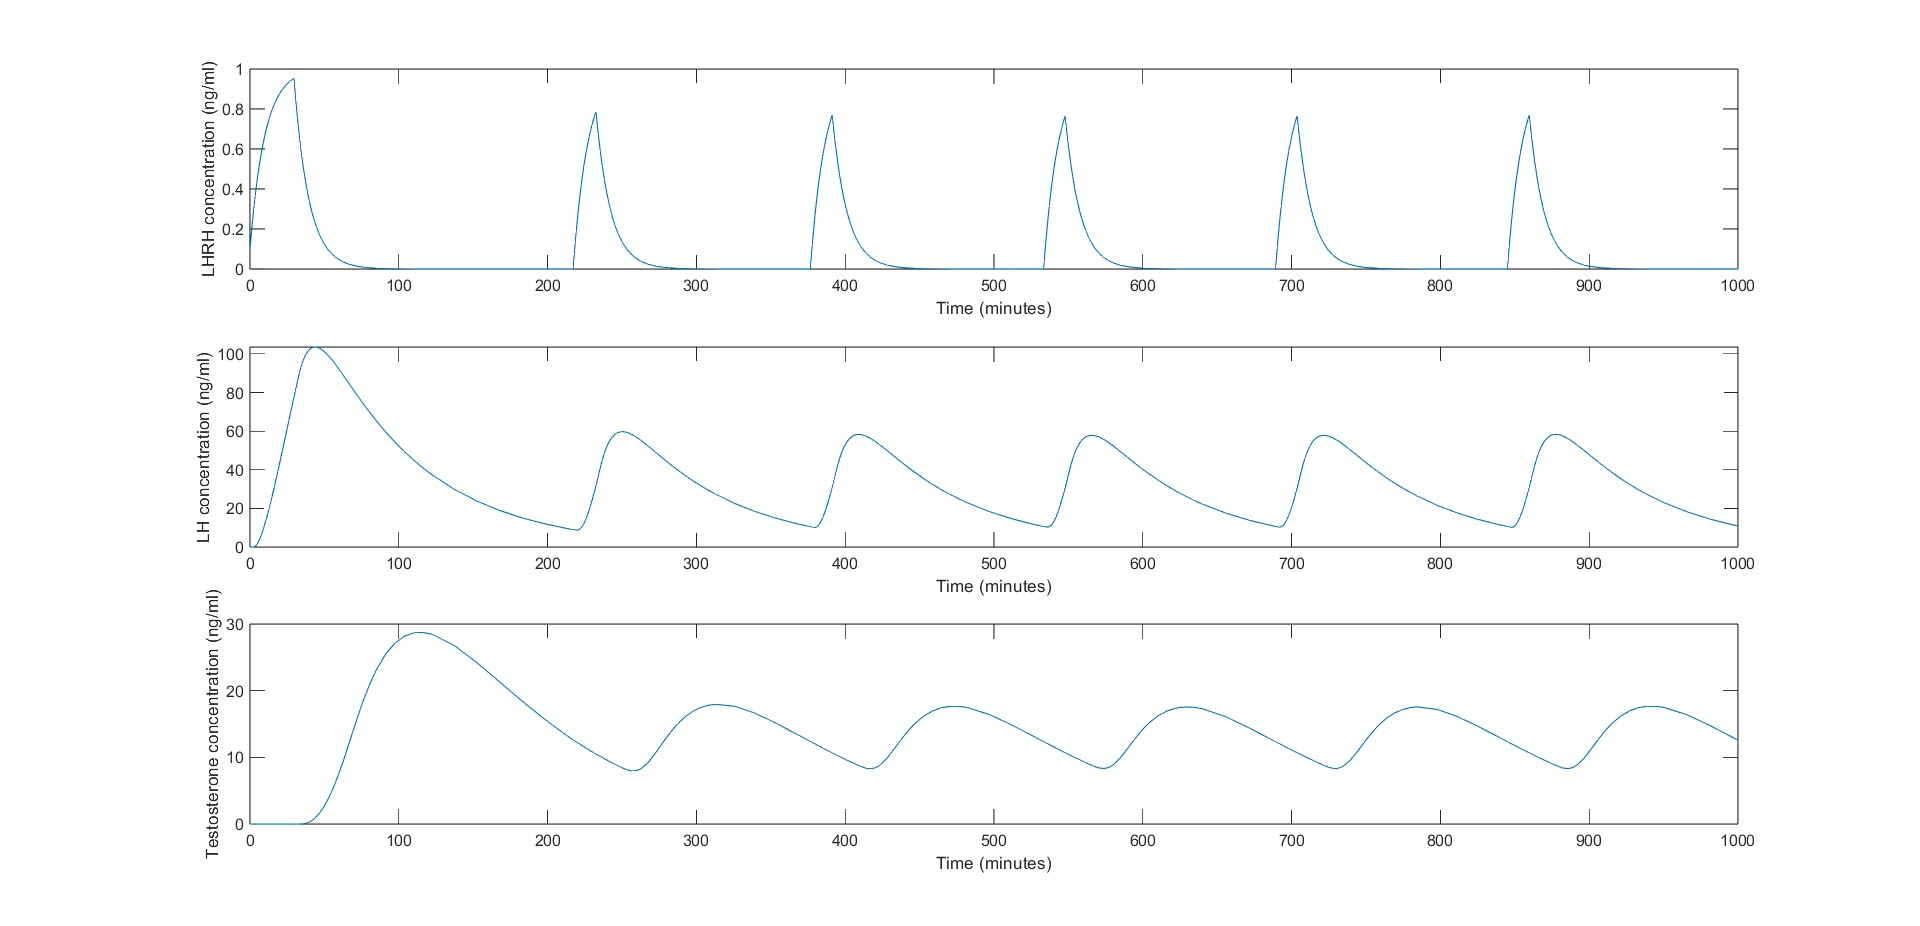 LHRH concentration (ng/ml)
1
0.8
0.6
0.4
0.2
0
0 100 200 300 400 500 600 700 800 900 1000
Time (minutes)
LH concentration (ng/ml)
100
80
60
40
20
0
0 100 200 300 400 500 600 700 800 900 1000
Time (minutes)
Testosterone concentration (ng/ml)
30
20
10
0
0 100 200 300 400 500 600 700 800 900 1000
Time (minutes)